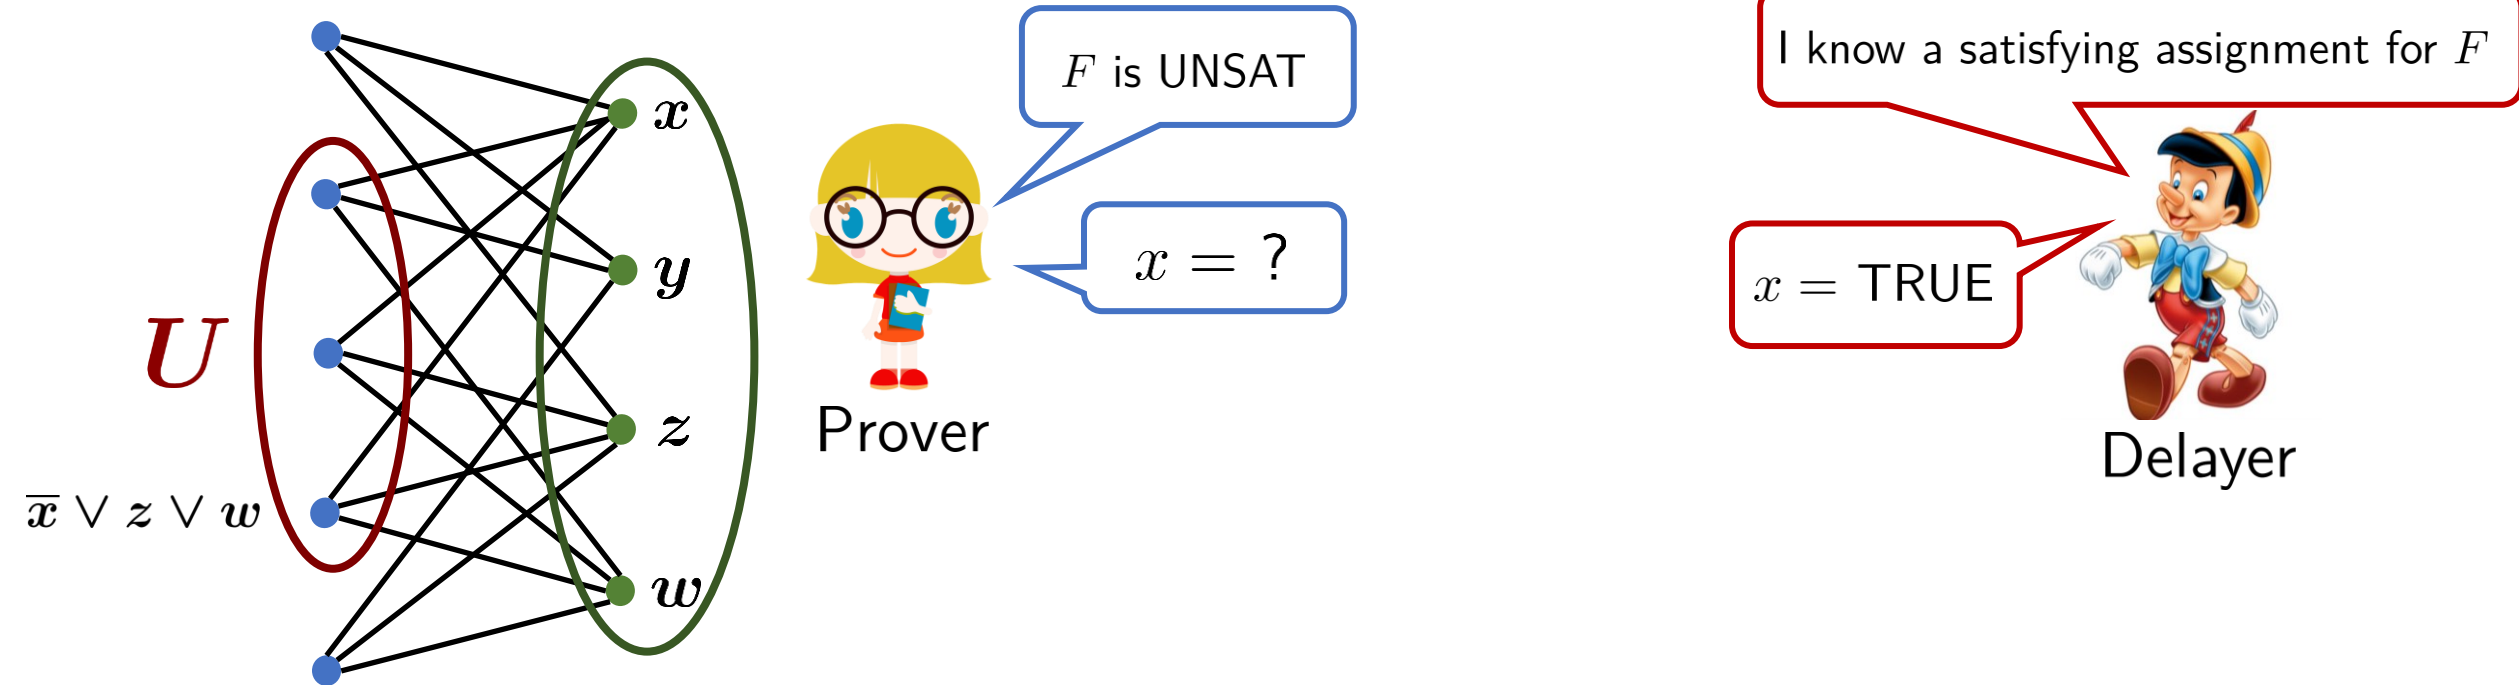 U
x̅ ∨ z ∨ w
x
y
z
w
F is UNSAT
x = ?
Prover
I know a satisfying assignment for F
x = TRUE
Delayer